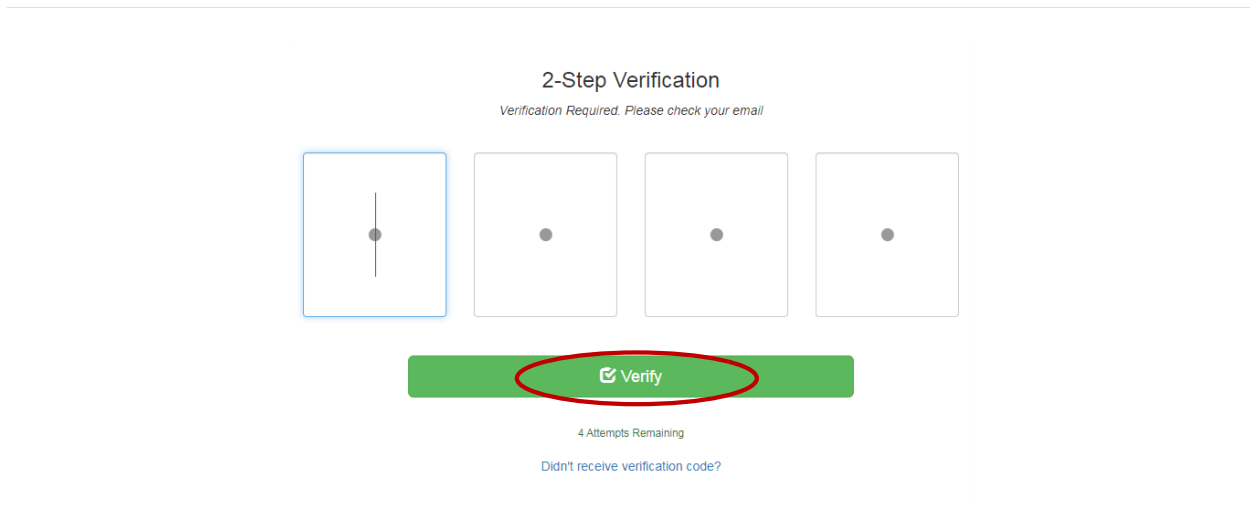 2-Step Verification
Verification Required. Please check your email
Verify
4 Attempts Remaining
Didn't receive verification code?